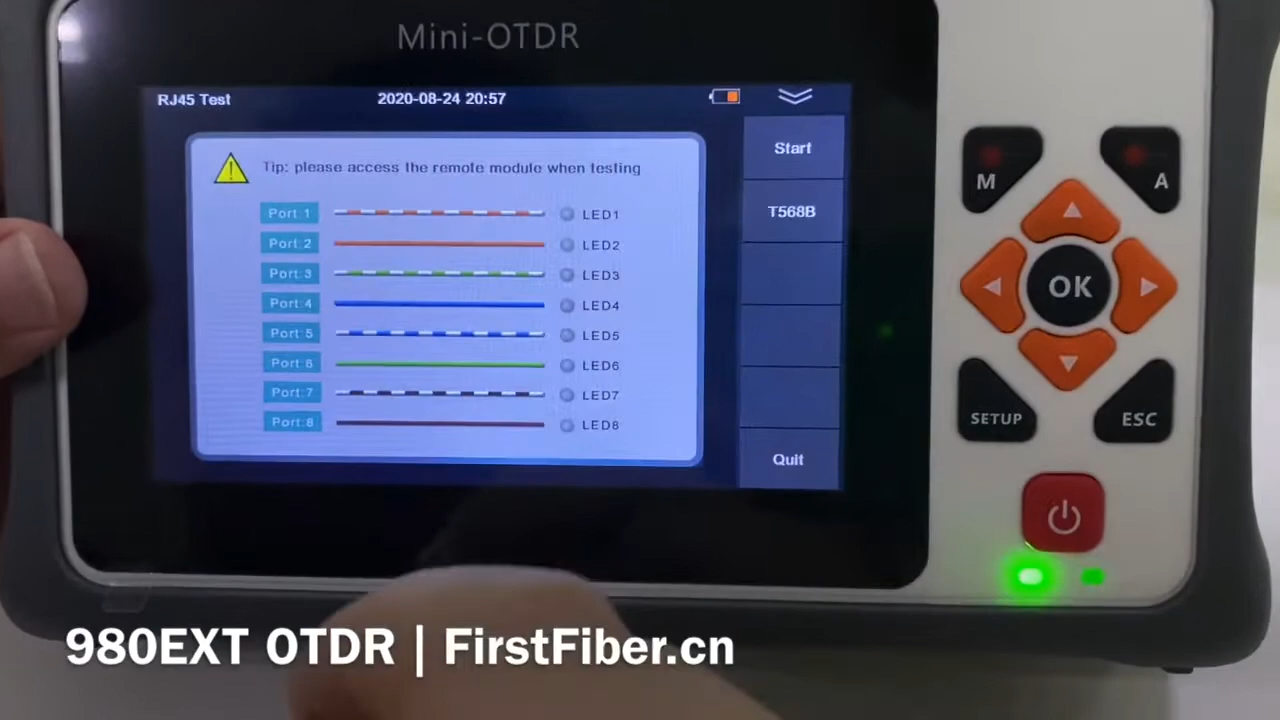 Mini-OTDR
RJ45 Test 2020-08-24 20:57
Tip: please access the remote module when testing
Port:1 LED1
Port:2 LED2
Port:3 LED3
Port:4 LED4
Port:5 LED5
Port:6 LED6
Port:7 LED7
Port:8 LED8
Start
T568B
Quit
M
A
OK
SETUP
ESC
980EXT OTDR | FirstFiber.cn